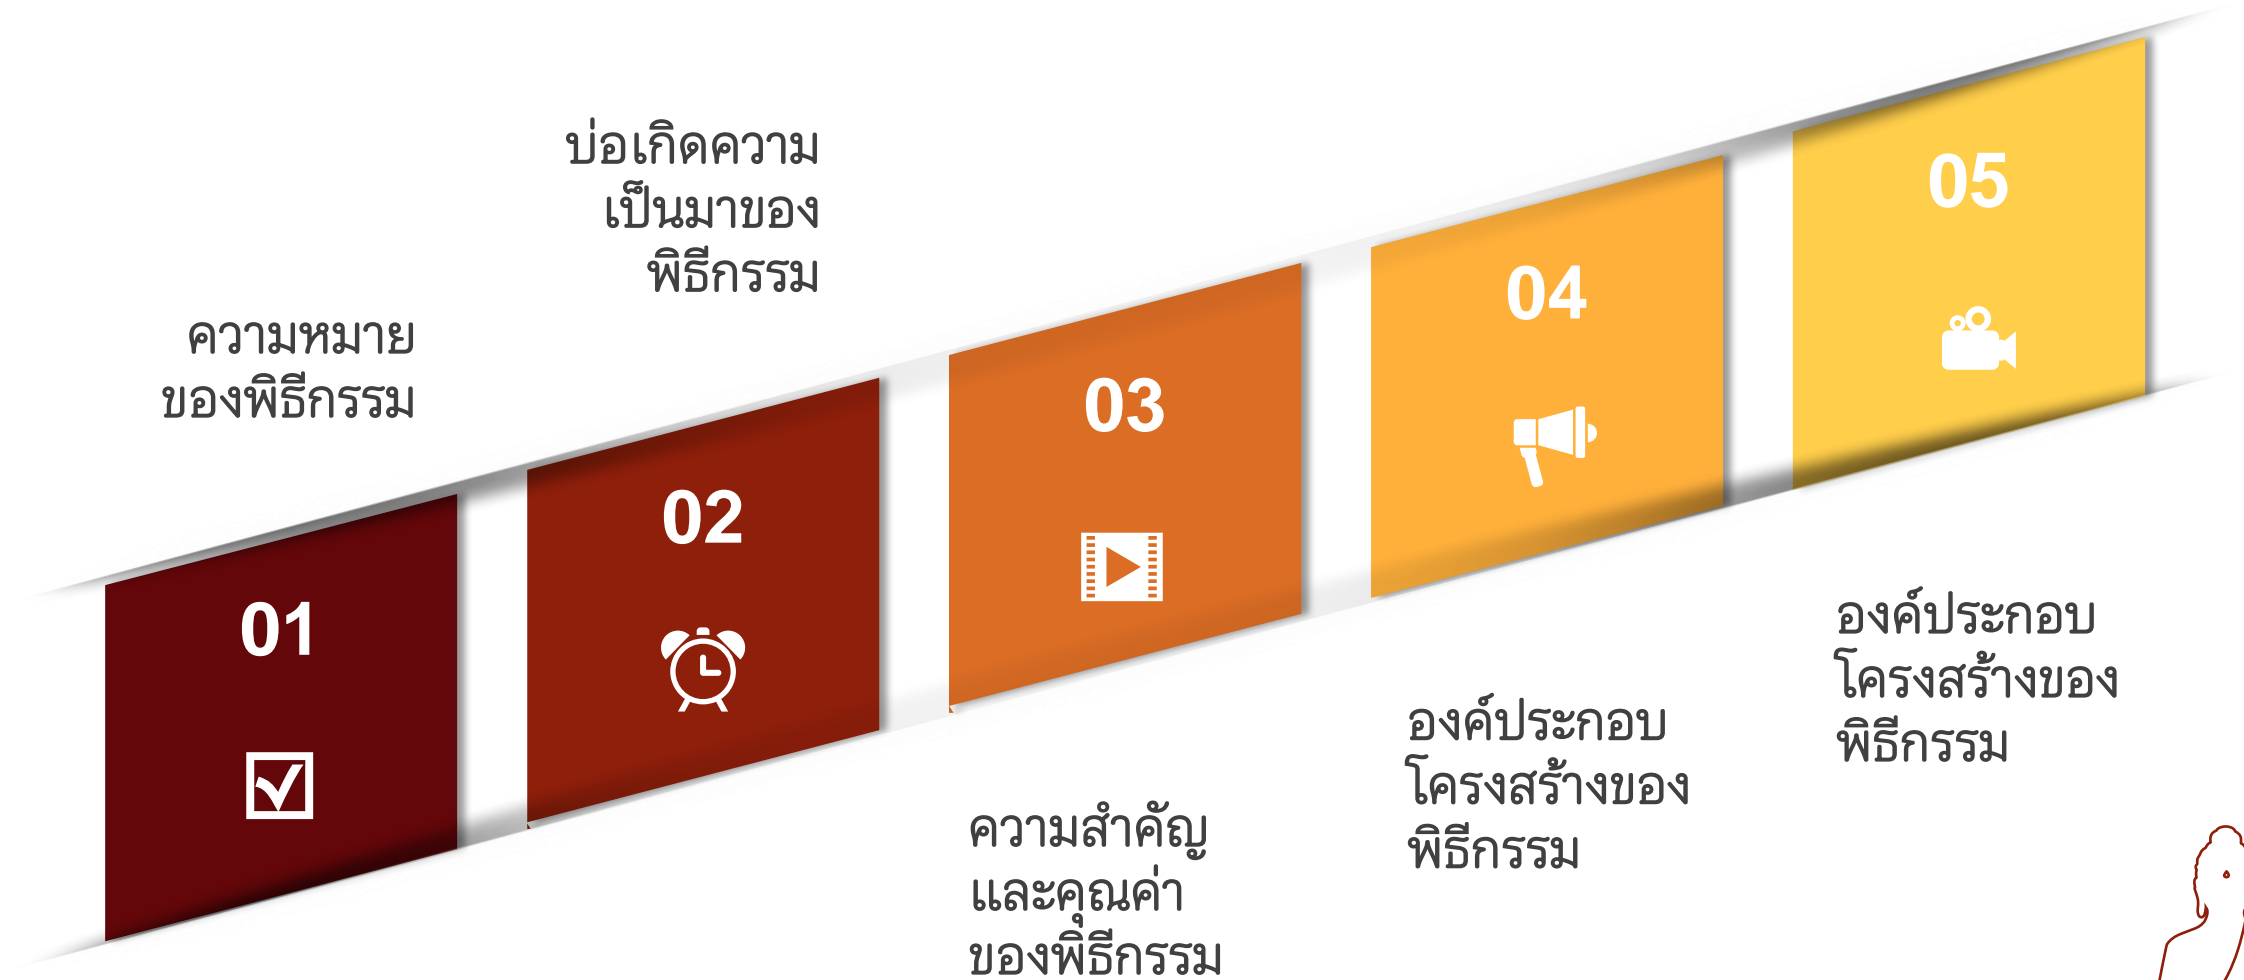 ความหมาย
ของพิธีกรรม
01
บ่อเกิดความ
เป็นมาของ
พิธีกรรม
02
03
ความสำคัญ
และคุณค่า
ของพิธีกรรม
04
องค์ประกอบ
โครงสร้างของ
พิธีกรรม
05
องค์ประกอบ
โครงสร้างของ
พิธีกรรม